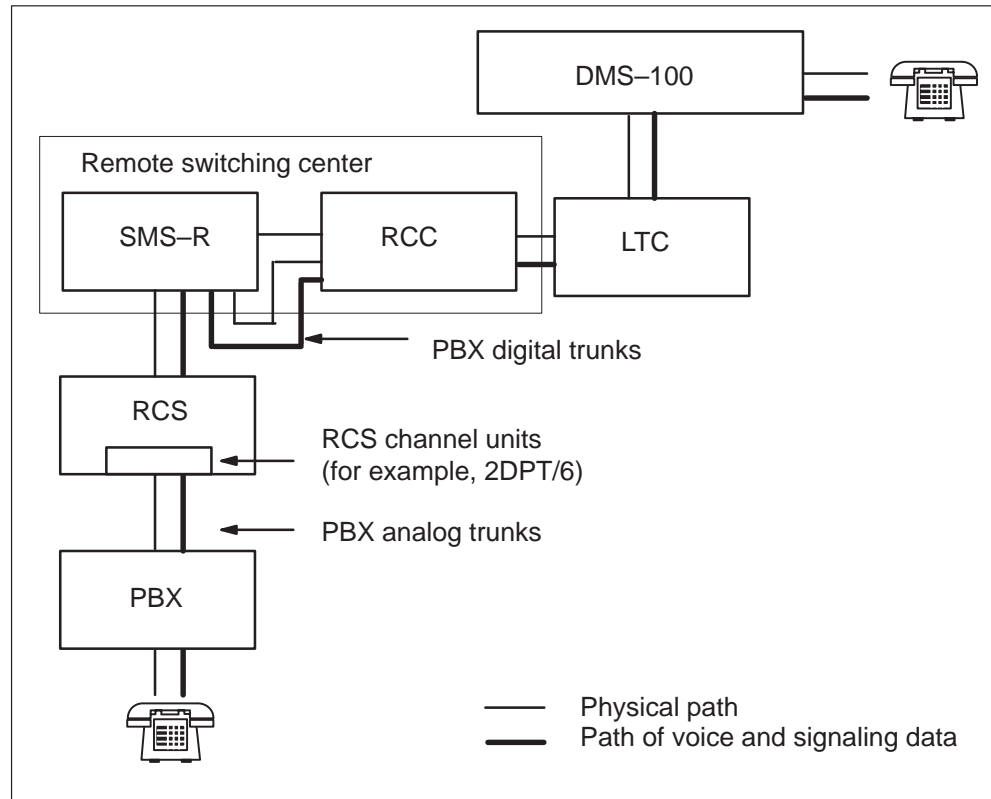 DMS–100
Remote switching center
SMS–R
RCC
LTC
PBX digital trunks
RCS
RCS channel units
(for example, 2DPT/6)
PBX analog trunks
PBX
Physical path
Path of voice and signaling data